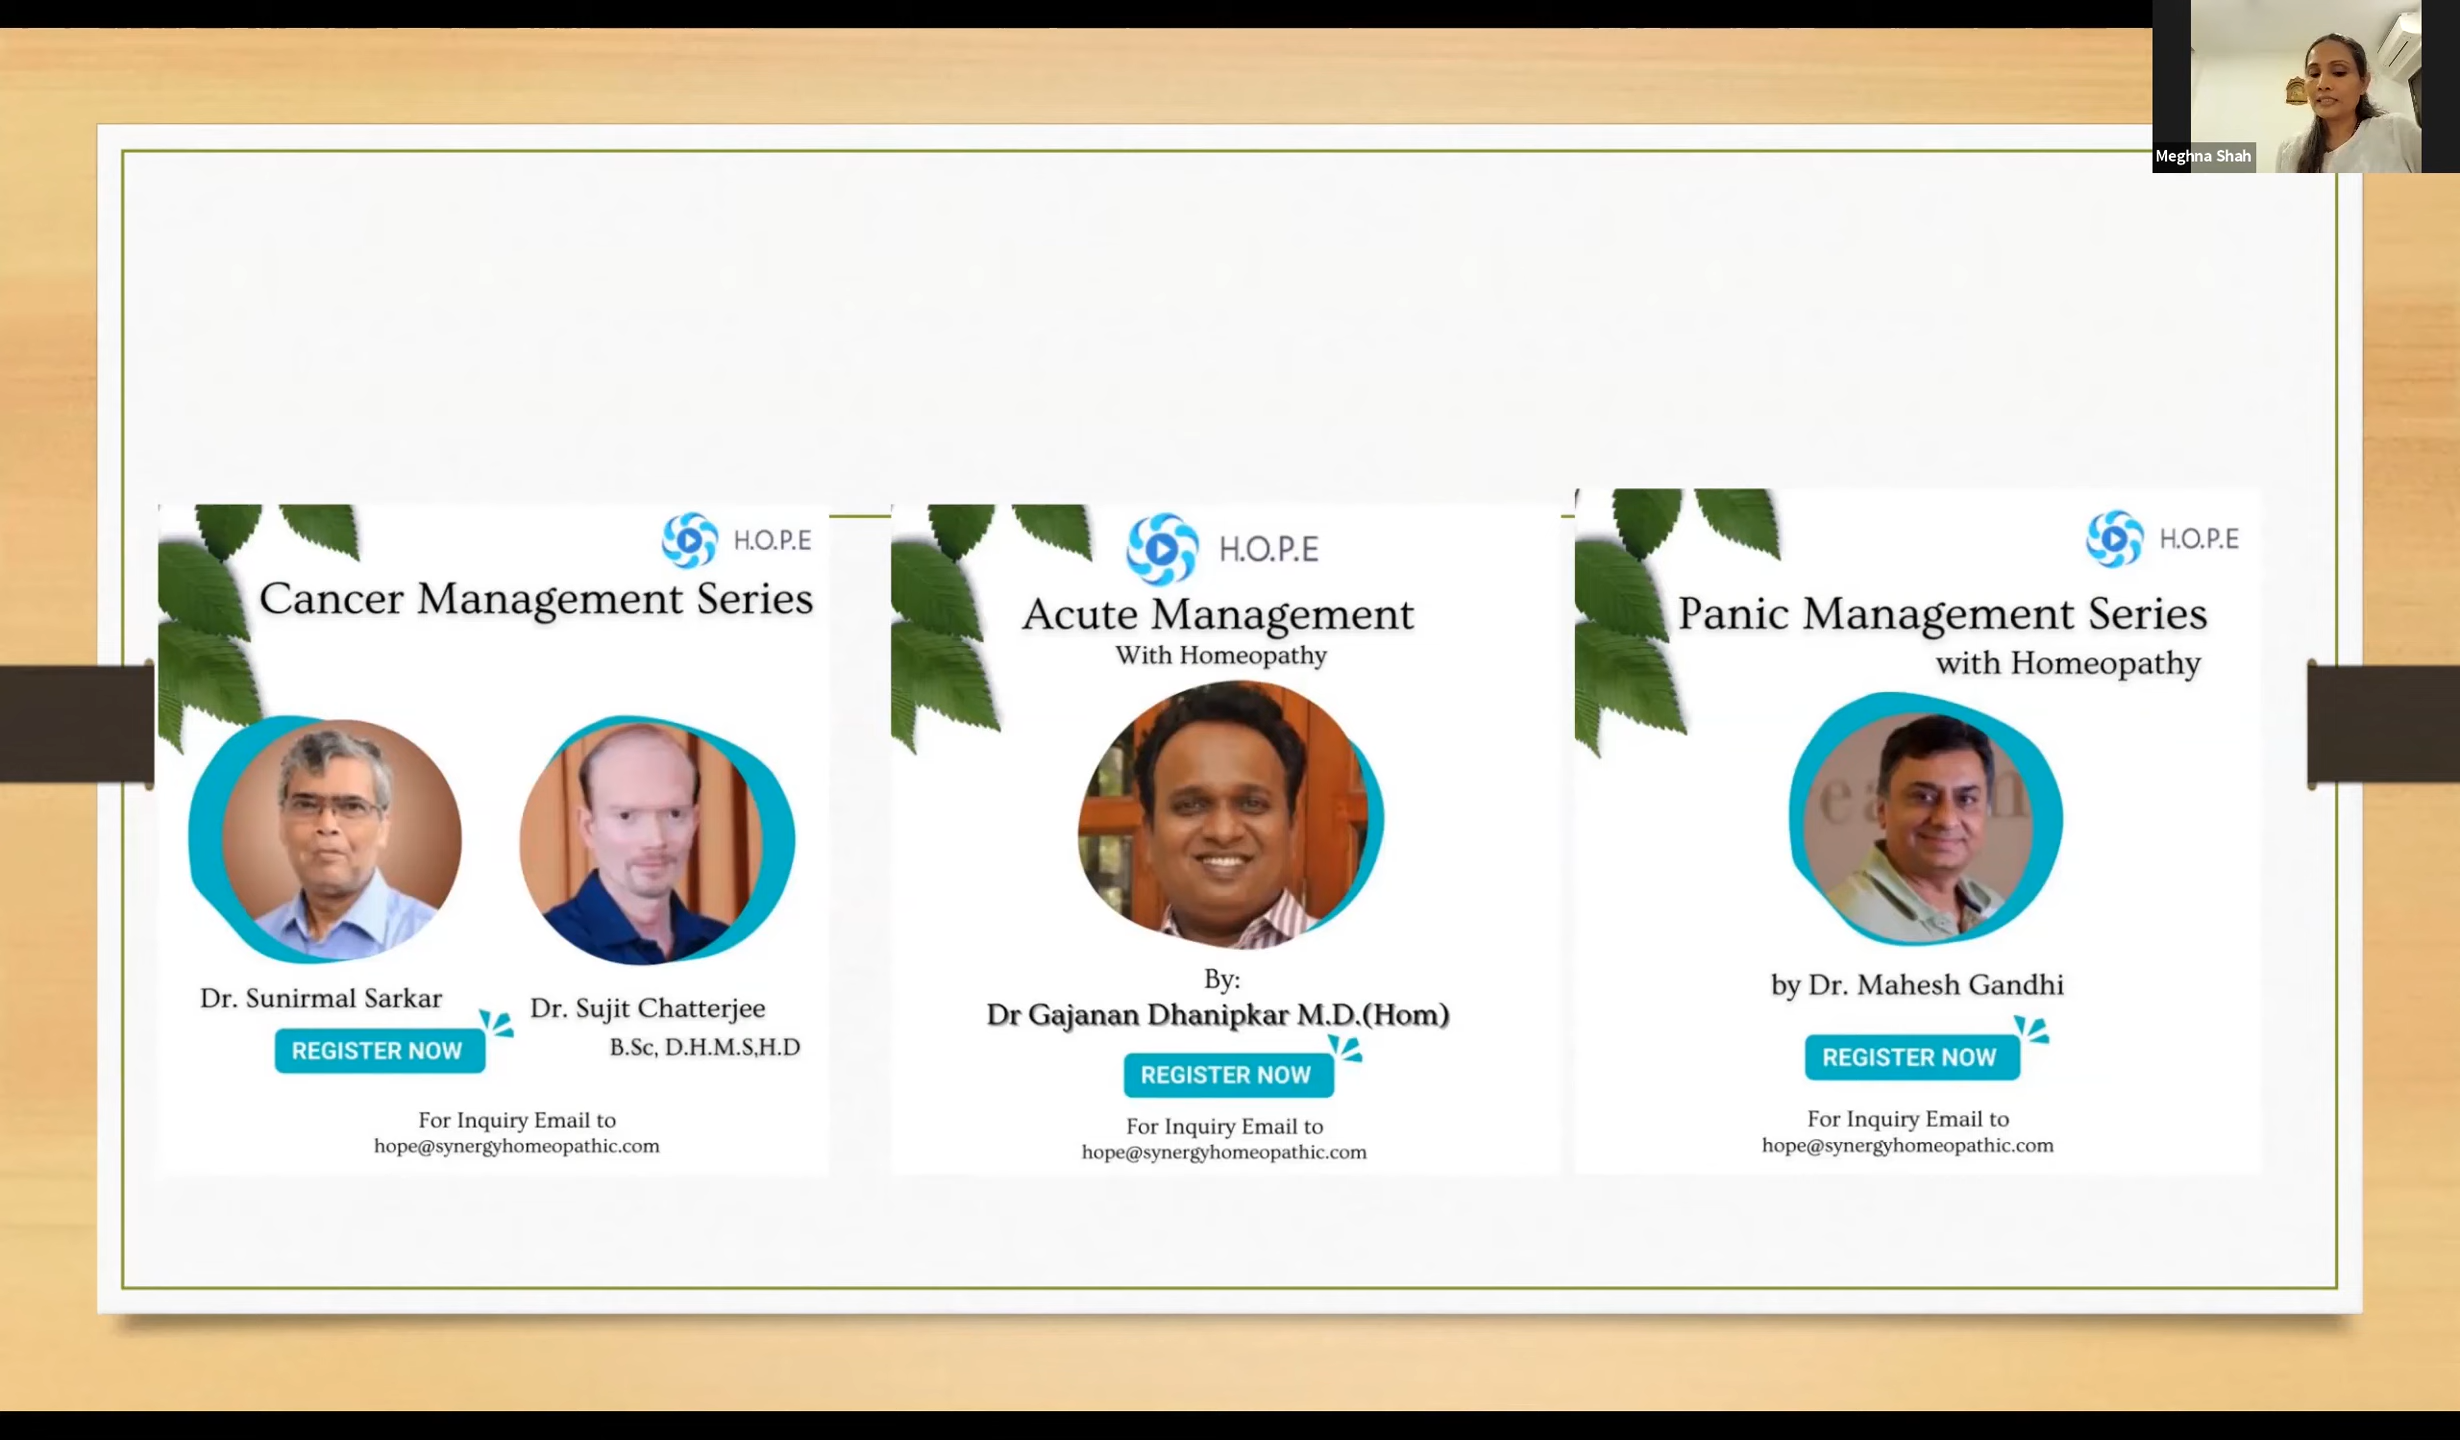 Meghna Shah
H.O.P.E
Cancer Management Series
Dr. Sunirmal Sarkar
Dr. Sujit Chatterjee
B.Sc, D.H.M.S,H.D
REGISTER NOW
For Inquiry Email to
hope@synergyhomeopathic.com
H.O.P.E
Acute Management
With Homeopathy
By:
Dr Gajanan Dhanipkar M.D.(Hom)
REGISTER NOW
For Inquiry Email to
hope@synergyhomeopathic.com
H.O.P.E
Panic Management Series
with Homeopathy
by Dr. Mahesh Gandhi
REGISTER NOW
For Inquiry Email to
hope@synergyhomeopathic.com